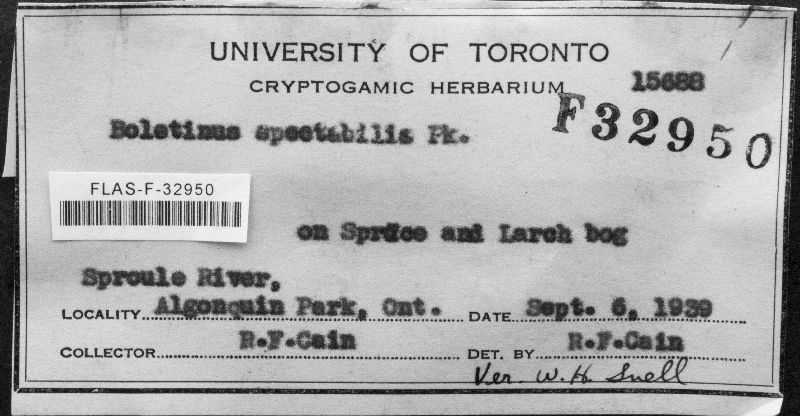 UNIVERSITY OF TORONTO
CRYPTOGAMIC HERBARIUM 15688
Boletinus spectabilis Pk.
F32950
FLAS-F-32950
on Spruce and Larch bog
Sproule River,
LOCALITY Algonquin Park, Ont. DATE Sept. 6, 1939
COLLECTOR R.F.Cain DET. BY R.F.Cain
Ver. W. H. Snell